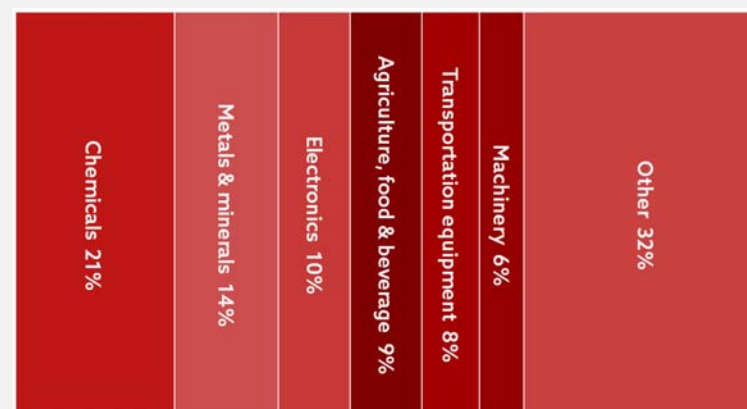 Chemicals 21%
Metals & minerals 14%
Electronics 10%
Agriculture, food & beverage 9%
Transportation equipment 8%
Machinery 6%
Other 32%